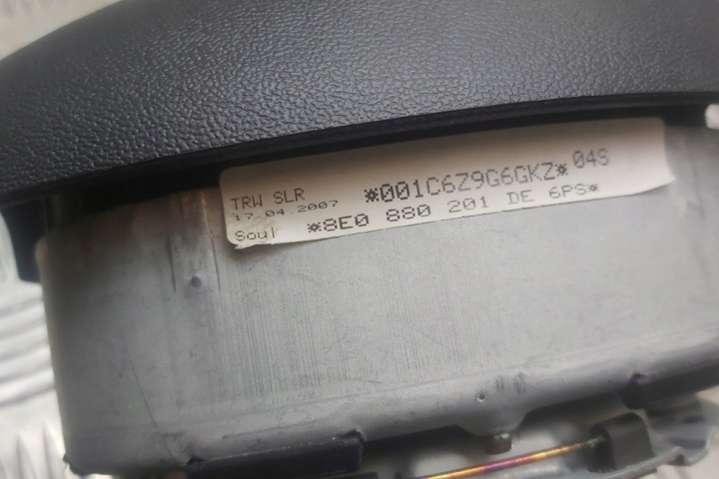 TRW SLR *001C6Z9G6GKZ* 04S
17.04.2007
Soul *8E0 880 201 DE 6PS*